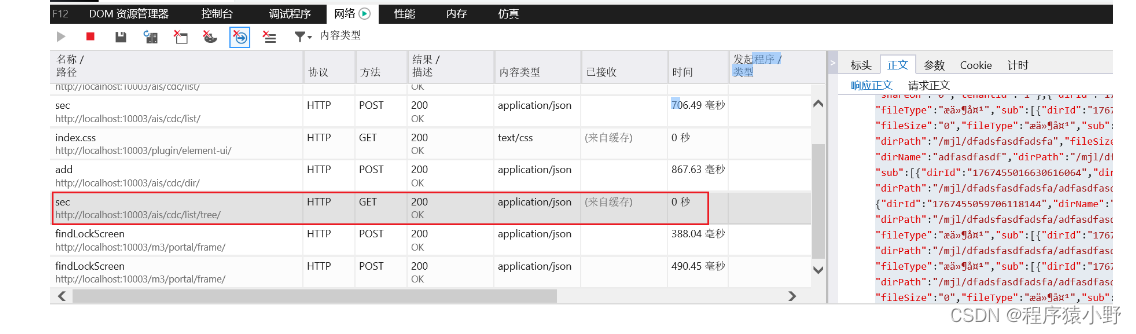 F12 DOM 资源管理器 控制台 调试程序 网络 性能 内存 仿真
内容类型
名称 / 结果 / 发起程序 /
路径 协议 方法 描述 内容类型 已接收 时间 类型
http://localhost:10003/ais/cdc/list/ OK
sec HTTP POST 200 application/json 706.49 毫秒
http://localhost:10003/ais/cdc/list/ OK
index.css HTTP GET 200 text/css (来自缓存) 0 秒
http://localhost:10003/plugin/element-ui/ OK
add HTTP POST 200 application/json 867.63 毫秒
http://localhost:10003/ais/cdc/dir/ OK
sec HTTP GET 200 application/json (来自缓存) 0 秒
http://localhost:10003/ais/cdc/list/tree/ OK
findLockScreen HTTP POST 200 application/json 388.04 毫秒
http://localhost:10003/m3/portal/frame/ OK
findLockScreen HTTP POST 200 application/json 490.45 毫秒
http://localhost:10003/m3/portal/frame/ OK
标头 正文 参数 Cookie 计时
响应正文 请求正文
"fileType":"æä»¶å¤¹","sub":[{"dirId":"1767
"fileSize":"0","fileType":"æä»¶å¤¹","sub":
"dirPath":"/mjl/dfadsfasdfadsfa","fileSize
"dirName":"adfasdfasdf","dirPath":"/mjl/df
"sub":[{"dirId":"1767455016630616064","dir
"dirPath":"/mjl/dfadsfasdfadsfa/adfasdfasd
{"dirId":"1767455059706118144","dirName":"
"dirPath":"/mjl/dfadsfasdfadsfa/adfasdfasd
"fileType":"æä»¶å¤¹","sub":[{"dirId":"1767
"dirPath":"/mjl/dfadsfasdfadsfa/adfasdfasd
"fileType":"æä»¶å¤¹","sub":[{"dirId":"1767
"dirPath":"/mjl/dfadsfasdfadsfa/adfasdfasd
"fileSize":"0","fileType":"æä»¶å¤¹","sub":
CSDN @程序猿小野